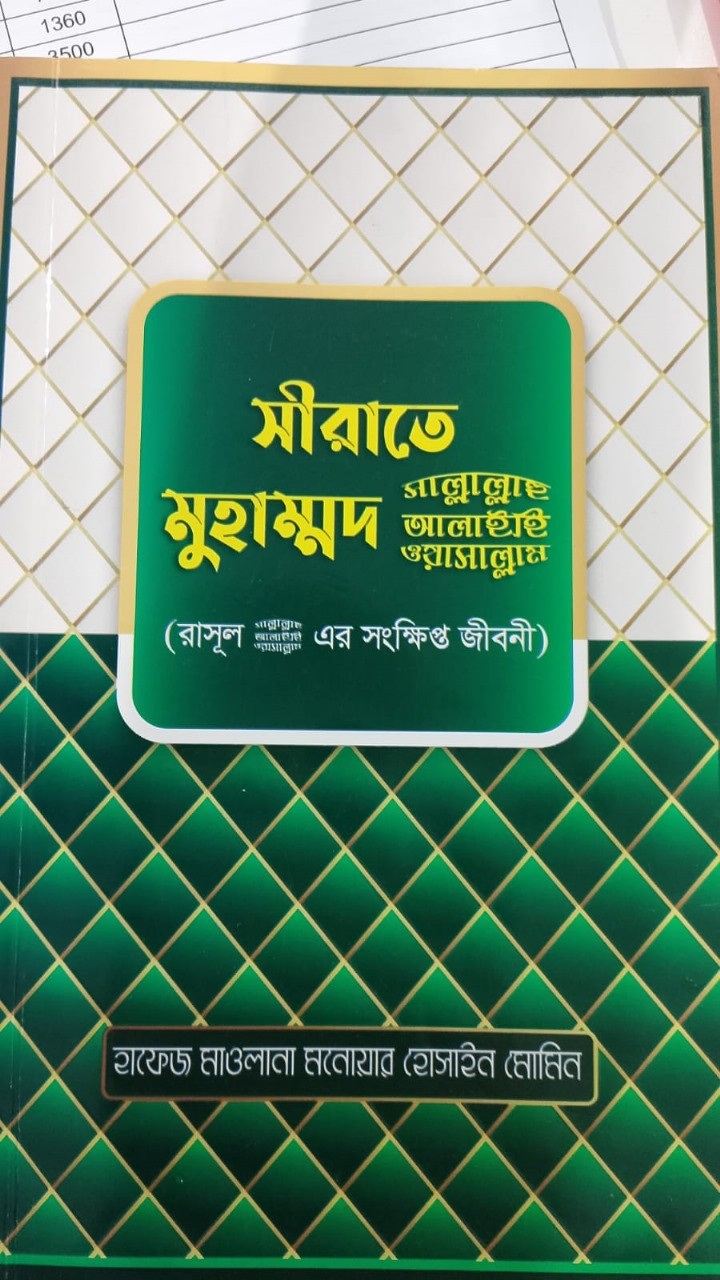 1360
3500
সীরাতে
মুহাম্মদ সাল্লাল্লাহু আলাইহি ওয়াসাল্লাম
(রাসূল সাল্লাল্লাহু আলাইহি ওয়াসাল্লাম এর সংক্ষিপ্ত জীবনী)
হাফেজ মাওলানা মনোয়ার হোসাইন মোমিন